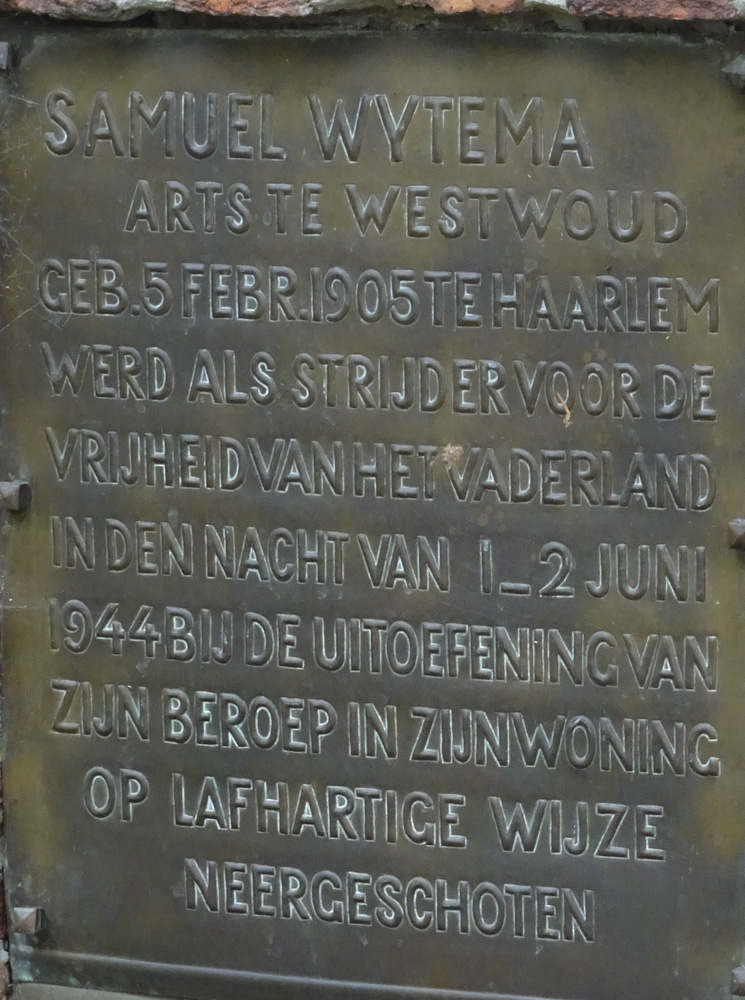 SAMUEL WYTEMA
ARTS TE WESTWOUD
GEB. 5 FEBR. 1905 TE HAARLEM
WERD ALS STRIJDER VOOR DE
VRIJHEID VAN HET VADERLAND
IN DEN NACHT VAN 1-2 JUNI
1944 BIJ DE UITOEFENING VAN
ZIJN BEROEP IN ZIJN WONING
OP LAFHARTIGE WIJZE
NEERGESCHOTEN